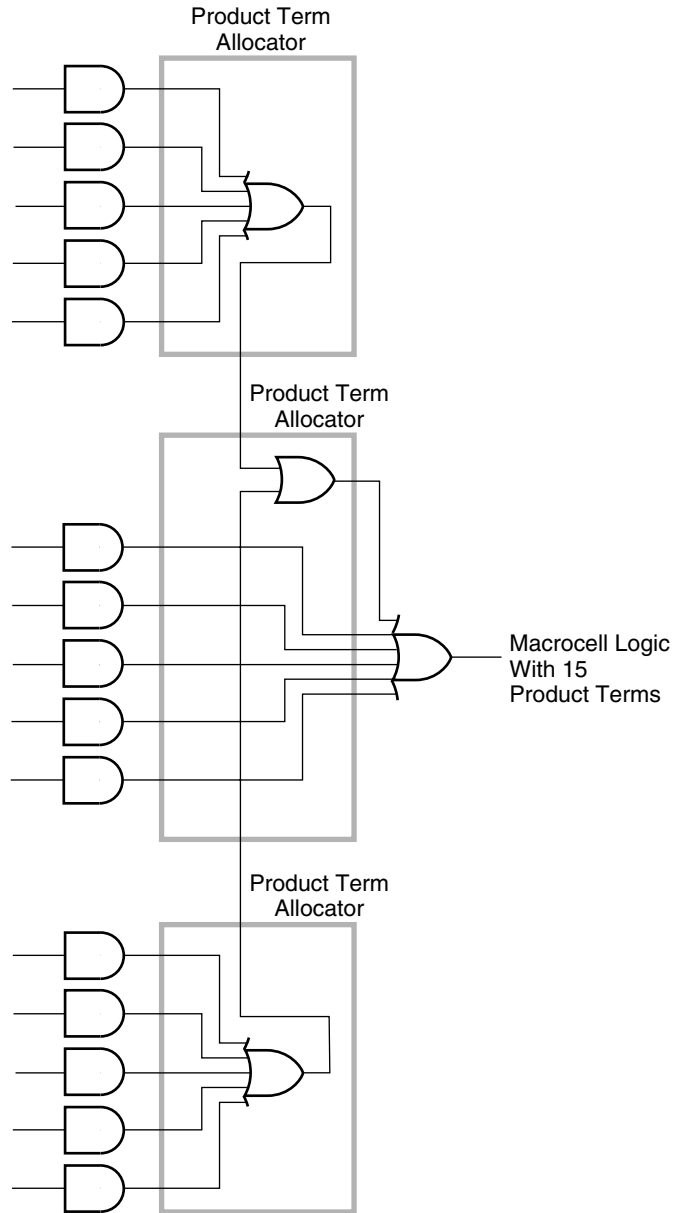 Product Term
Allocator
Product Term
Allocator
Macrocell Logic
With 15
Product Terms
Product Term
Allocator